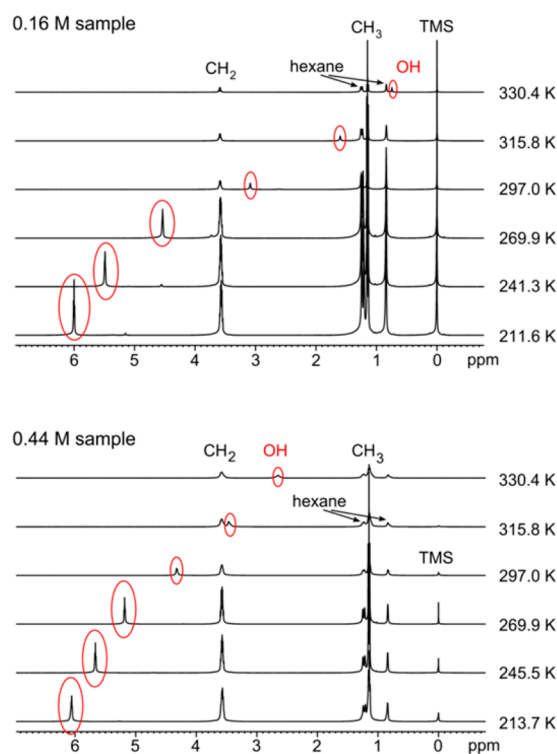 0.16 M sample
CH2 hexane CH3 OH TMS
330.4 K
315.8 K
297.0 K
269.9 K
241.3 K
211.6 K
6 5 4 3 2 1 0 ppm
0.44 M sample
CH2 OH CH3
330.4 K
hexane
315.8 K
TMS
297.0 K
269.9 K
245.5 K
213.7 K
6 5 4 3 2 1 0 ppm